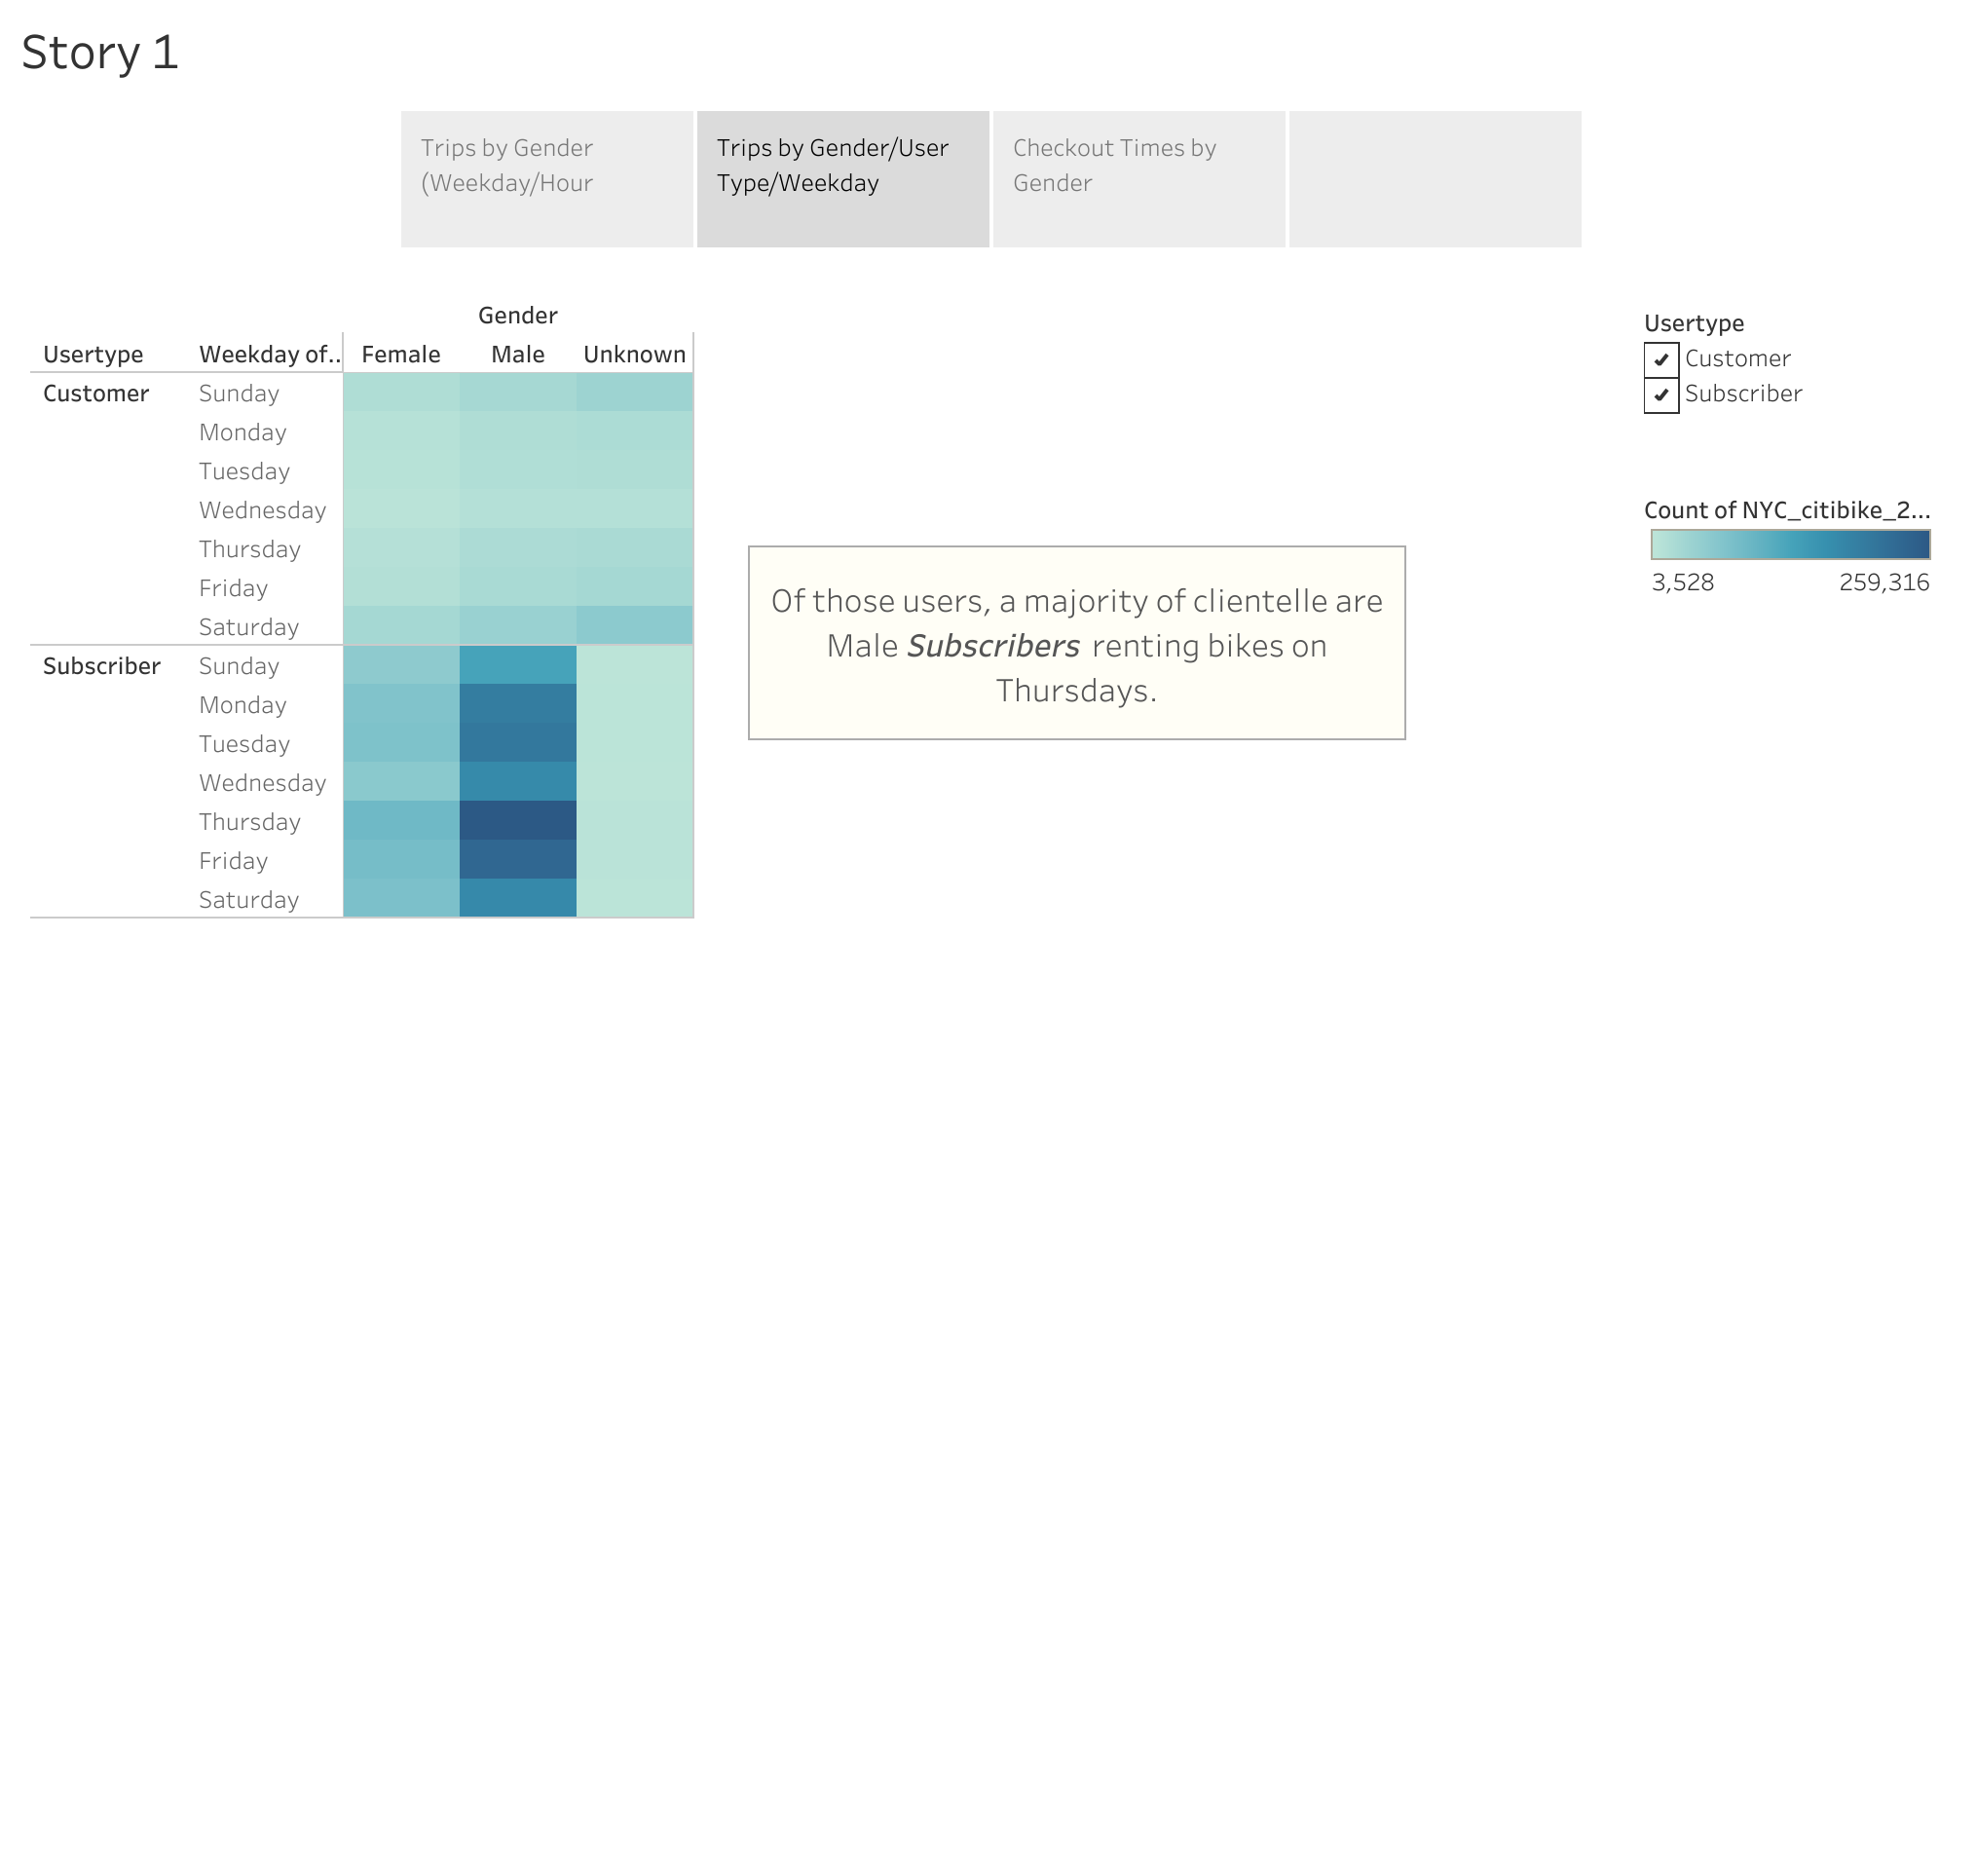 Story 1
Trips by Gender
(Weekday/Hour
Trips by Gender/User
Type/Weekday
Checkout Times by
Gender
Gender
Usertype Weekday of.. Female Male Unknown
Customer Sunday
Monday
Tuesday
Wednesday
Thursday
Friday
Saturday
Subscriber Sunday
Monday
Tuesday
Wednesday
Thursday
Friday
Saturday
Of those users, a majority of clientelle are
Male Subscribers renting bikes on
Thursdays.
Usertype
Customer
Subscriber
Count of NYC_citibike_2...
3,528 259,316